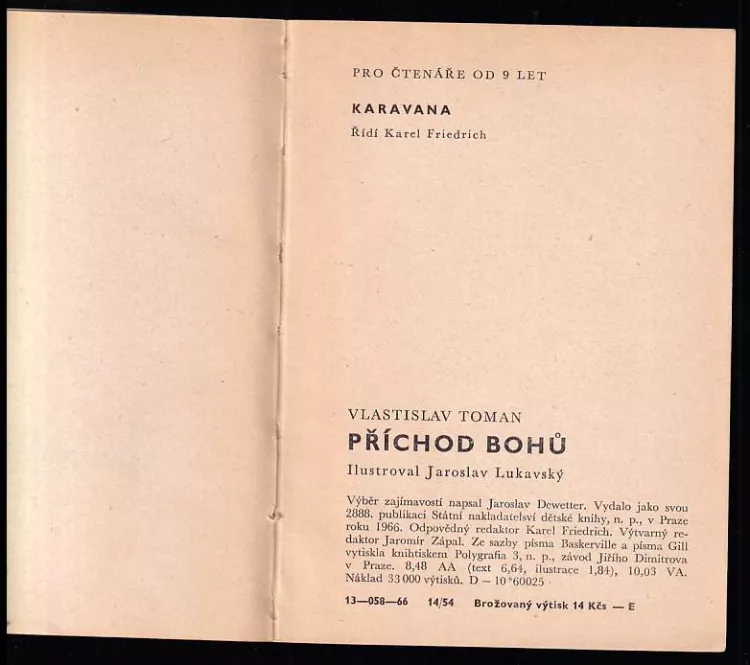 PRO ČTENÁŘE OD 9 LET
KARAVANA
Řídí Karel Friedrich
VLASTISLAV TOMAN
PŘÍCHOD BOHŮ
Ilustroval Jaroslav Lukavský
Výběr zajímavostí napsal Jaroslav Dewetter. Vydalo jako svou
2888. publikaci Státní nakladatelsví dětské knihy, n. p., v Praze
roku 1966. Odpovědný redaktor Karel Friedrich. Výtvarný re-
daktor Jaromír Zápal. Ze sazby písma Baskerville a písma Gill
vytiskla knihtiskem Polygrafia 3, n. p., závod Jiřího Dimitrova
v Praze. 8,48 AA (text 6,64, ilustrace 1,84), 10,03 VA.
Náklad 33 000 výtisků. D — 10*60025
13—058—66 14/54 Brožovaný výtisk 14 Kčs — E